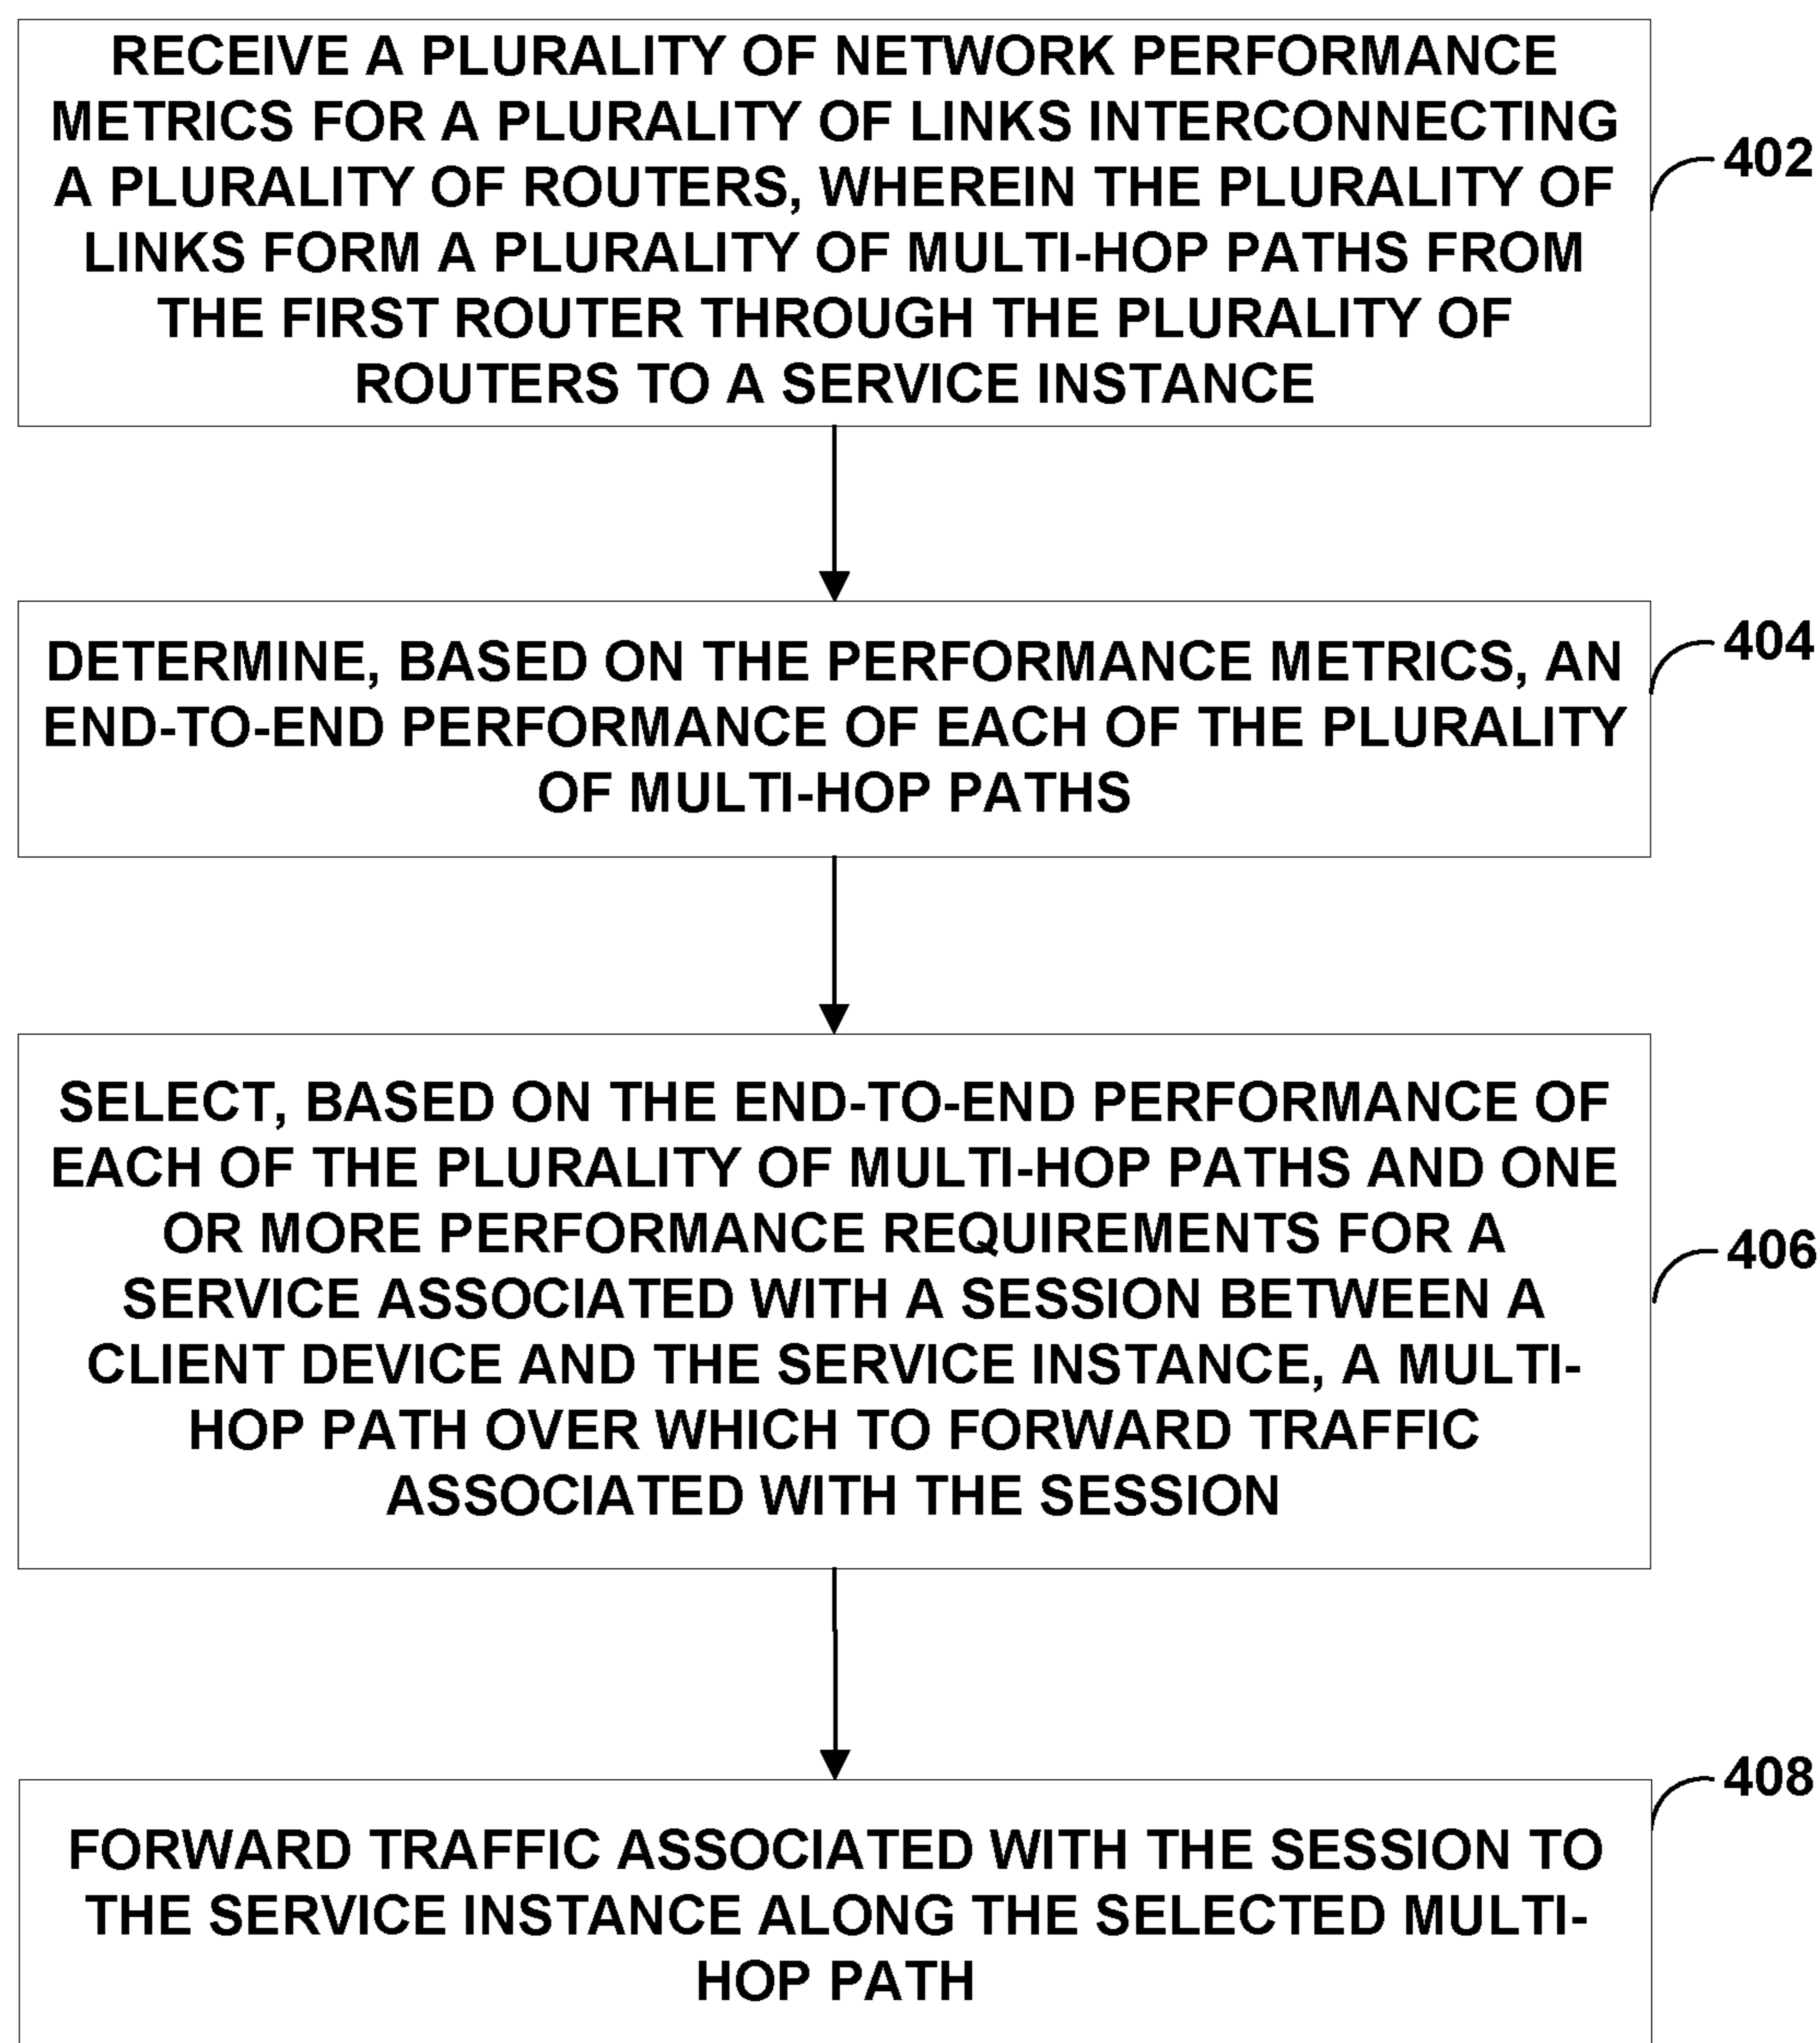 RECEIVE A PLURALITY OF NETWORK PERFORMANCE
METRICS FOR A PLURALITY OF LINKS INTERCONNECTING
A PLURALITY OF ROUTERS, WHEREIN THE PLURALITY OF
LINKS FORM A PLURALITY OF MULTI-HOP PATHS FROM
THE FIRST ROUTER THROUGH THE PLURALITY OF
ROUTERS TO A SERVICE INSTANCE
402
DETERMINE, BASED ON THE PERFORMANCE METRICS, AN
END-TO-END PERFORMANCE OF EACH OF THE PLURALITY
OF MULTI-HOP PATHS
404
SELECT, BASED ON THE END-TO-END PERFORMANCE OF
EACH OF THE PLURALITY OF MULTI-HOP PATHS AND ONE
OR MORE PERFORMANCE REQUIREMENTS FOR A
SERVICE ASSOCIATED WITH A SESSION BETWEEN A
CLIENT DEVICE AND THE SERVICE INSTANCE, A MULTI-
HOP PATH OVER WHICH TO FORWARD TRAFFIC
ASSOCIATED WITH THE SESSION
406
FORWARD TRAFFIC ASSOCIATED WITH THE SESSION TO
THE SERVICE INSTANCE ALONG THE SELECTED MULTI-
HOP PATH
408